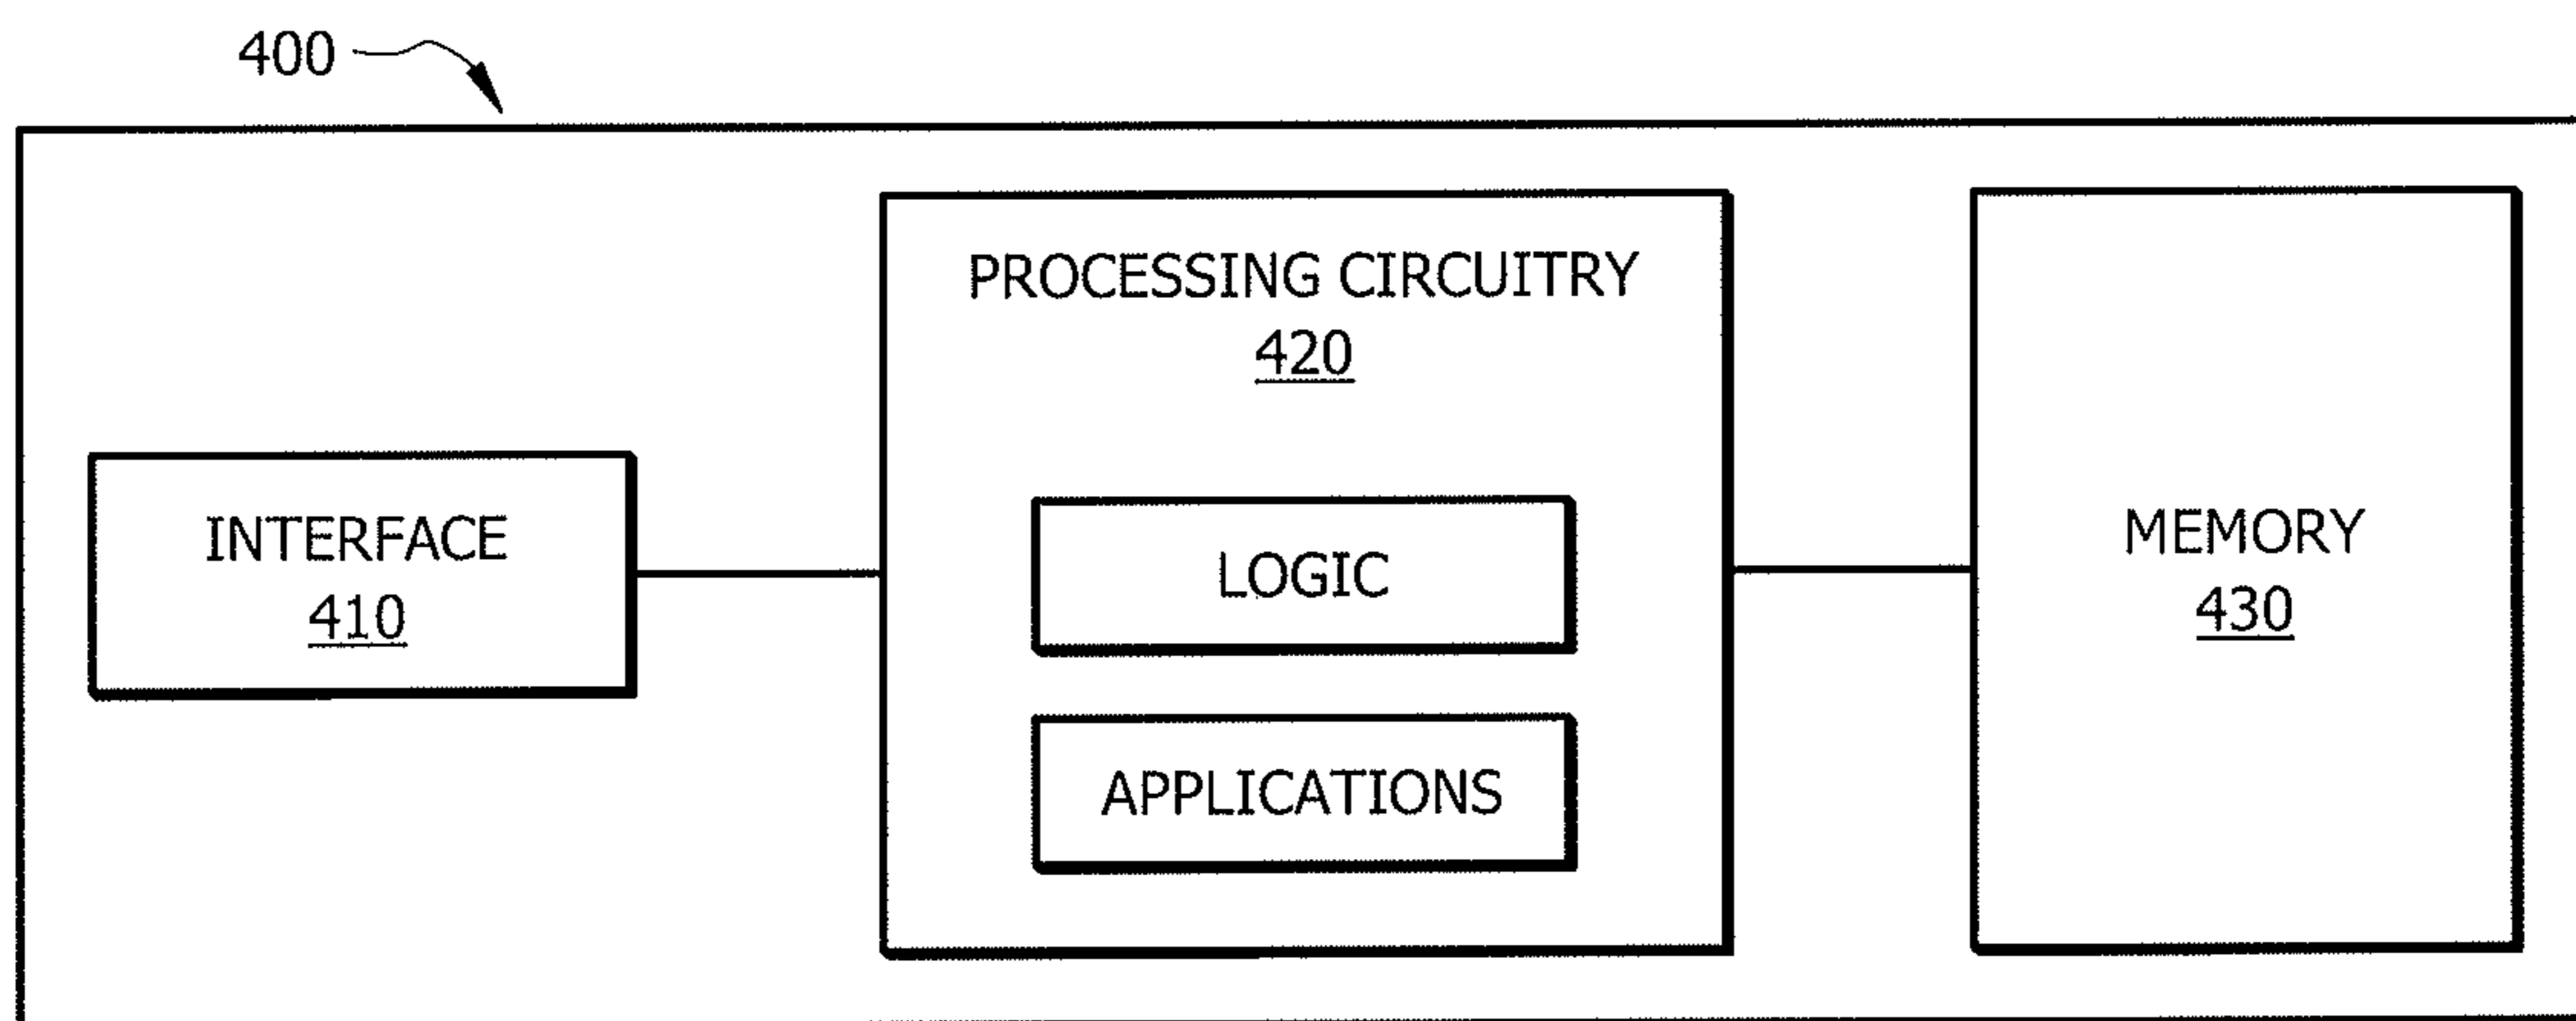 400
PROCESSING CIRCUITRY
420
INTERFACE
410
LOGIC
APPLICATIONS
MEMORY
430